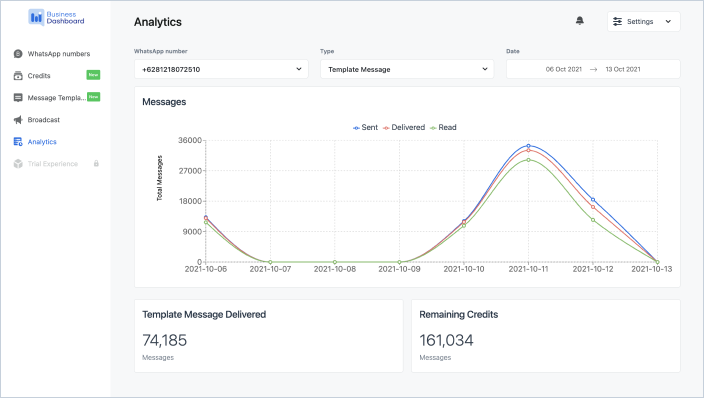 Business
Dashboard
WhatsApp numbers
Credits
New
Message Templa...
New
Broadcast
Analytics
Trial Experience
Analytics
Settings
WhatsApp number
Type
Date
+6281218072510
Template Message
06 Oct 2021 → 13 Oct 2021
Messages
Sent Delivered Read
Total Messages
36000
27000
18000
9000
0
2021-10-06 2021-10-07 2021-10-08 2021-10-09 2021-10-10 2021-10-11 2021-10-12 2021-10-13
Template Message Delivered
74,185
Messages
Remaining Credits
161,034
Messages